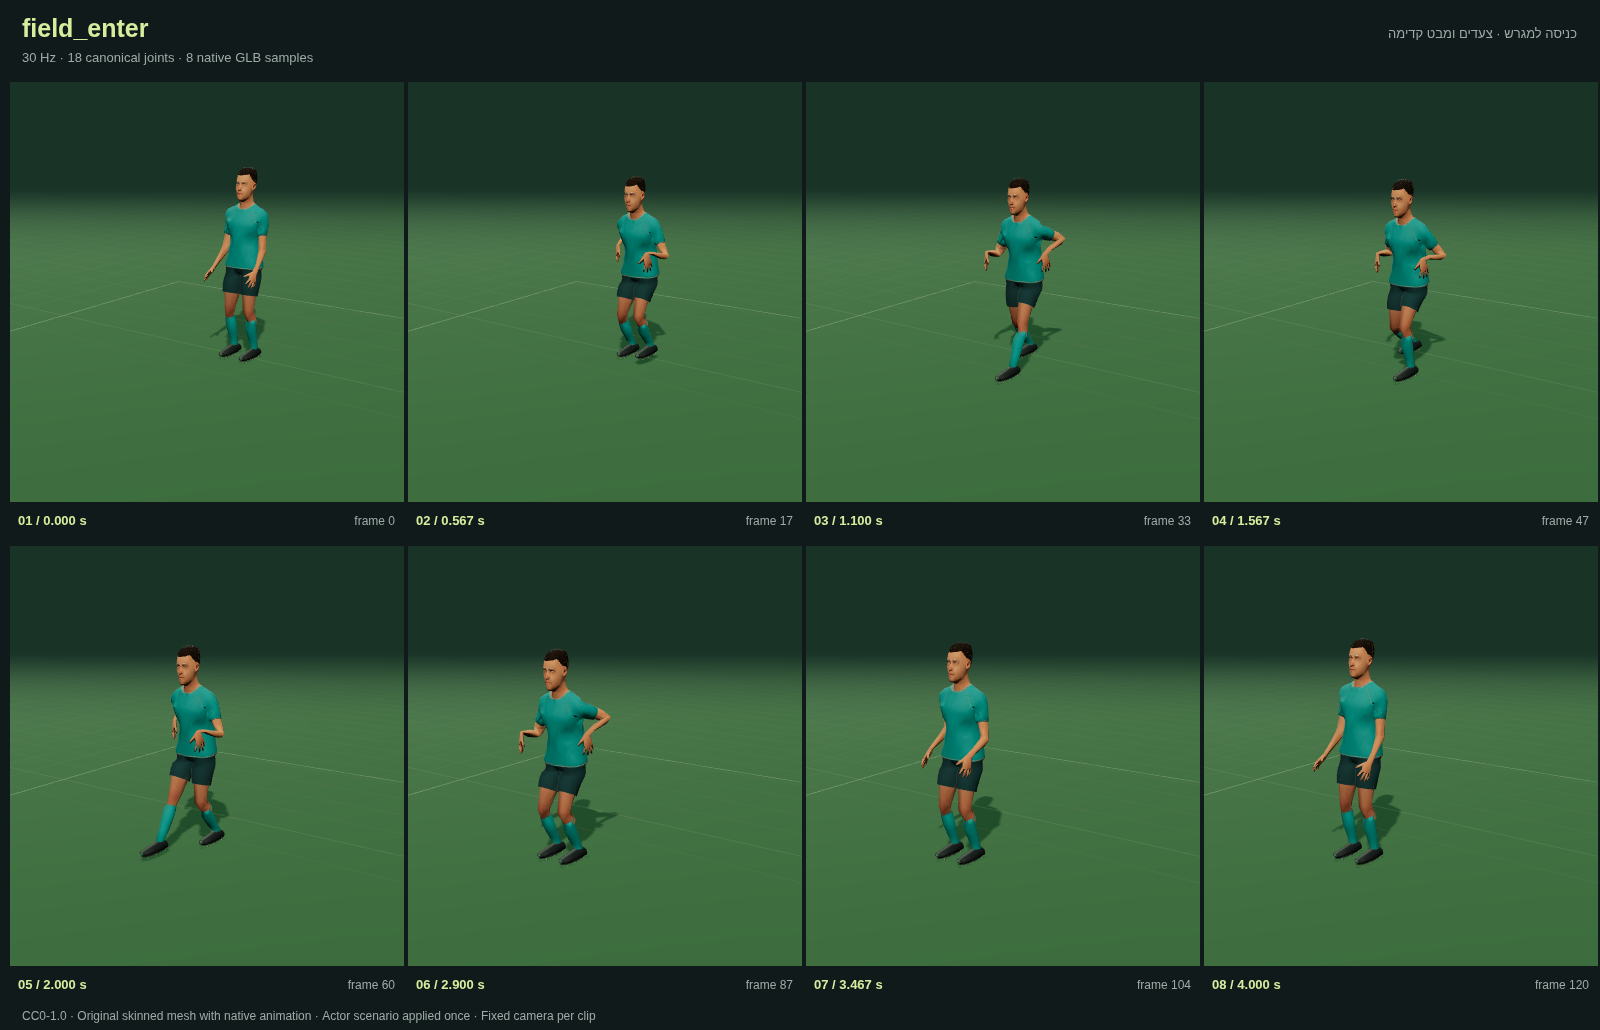 field_enter
כניסה למגרש · צעדים ומבט קדימה
30 Hz · 18 canonical joints · 8 native GLB samples
01 / 0.000 s frame 0
02 / 0.567 s frame 17
03 / 1.100 s frame 33
04 / 1.567 s frame 47
05 / 2.000 s frame 60
06 / 2.900 s frame 87
07 / 3.467 s frame 104
08 / 4.000 s frame 120
CC0-1.0 · Original skinned mesh with native animation · Actor scenario applied once · Fixed camera per clip